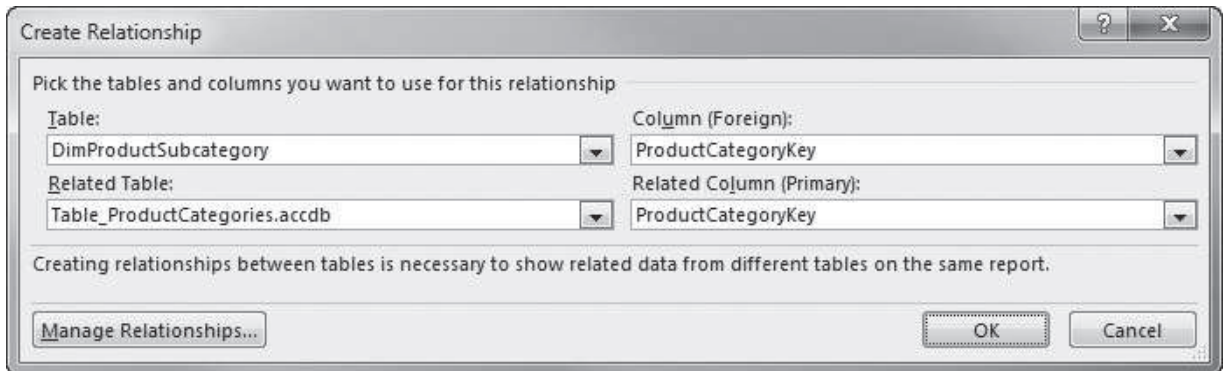 Create Relationship
?
Pick the tables and columns you want to use for this relationship
Table:
Column (Foreign):
DimProductSubcategory
ProductCategoryKey
Related Table:
Related Column (Primary):
Table_ProductCategories.accdb
ProductCategoryKey
Creating relationships between tables is necessary to show related data from different tables on the same report.
Manage Relationships...
OK
Cancel